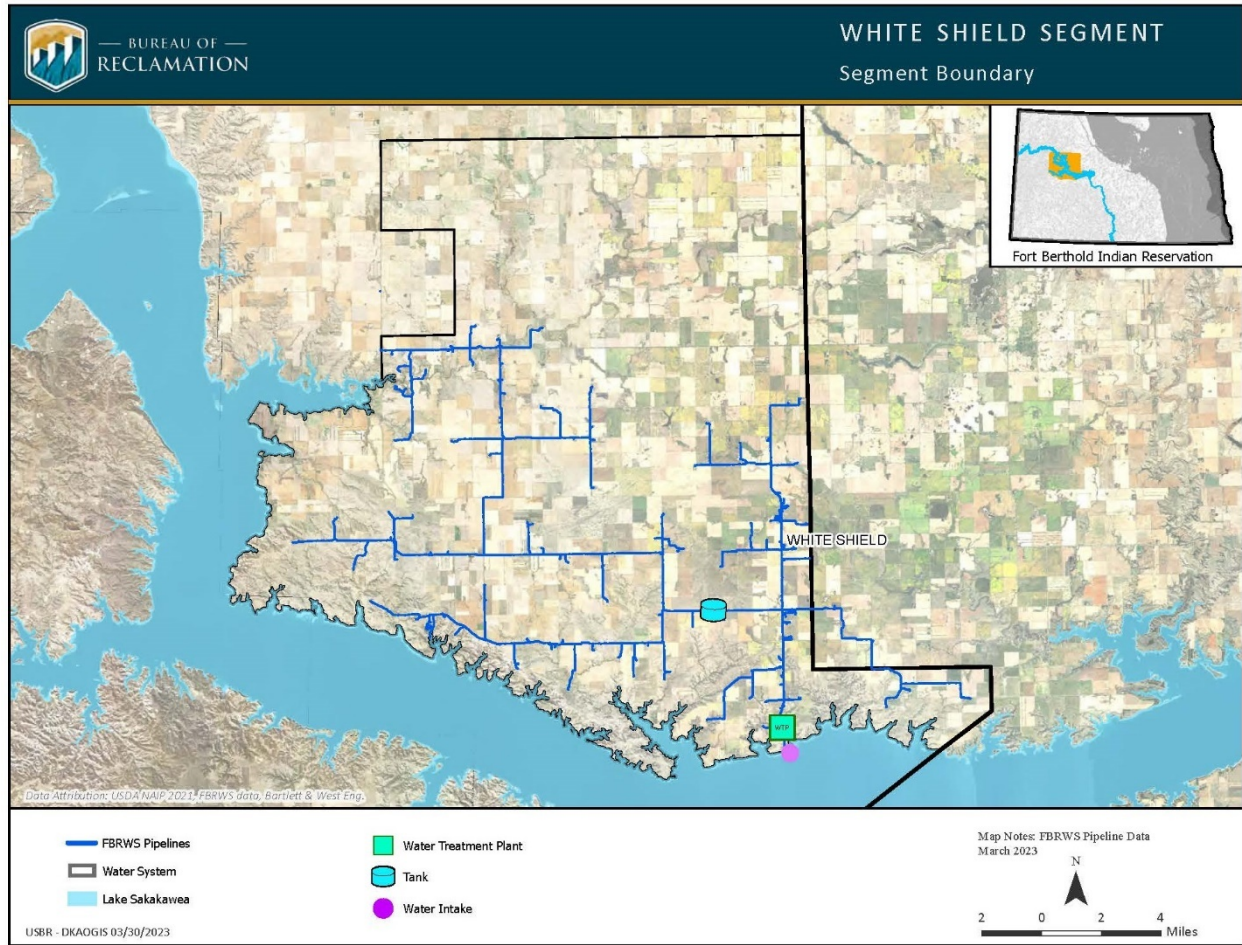 — BUREAU OF —
RECLAMATION
WHITE SHIELD SEGMENT
Segment Boundary
Fort Berthold Indian Reservation
WHITE SHIELD
WTP
Data Attribution: USDA NAIP 2021, FBRWS data, Bartlett & West Eng.
FBRWS Pipelines
Water System
Lake Sakakawea
Water Treatment Plant
Tank
Water Intake
Map Notes: FBRWS Pipeline Data
March 2023
N
2 0 2 4
Miles
USBR - DKAOGIS 03/30/2023